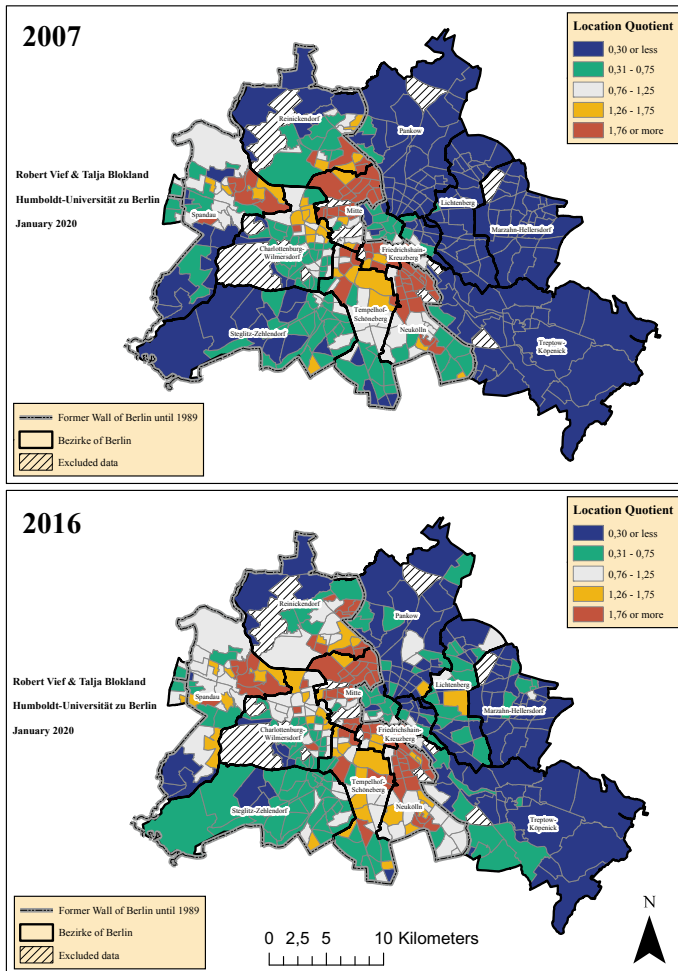 2007
Location Quotient
0,30 or less
0,31 - 0,75
0,76 - 1,25
1,26 - 1,75
1,76 or more
Robert Vief & Talja Blokland
Humboldt-Universität zu Berlin
January 2020
Reinickendorf
Pankow
Lichtenberg
Marzahn-Hellersdorf
Spandau
Mitte
Charlottenburg-
Wilmersdorf
Friedrichshain-
Kreuzberg
Tempelhof-
Schöneberg
Steglitz-Zehlendorf
Neukölln
Treptow-
Köpenick
Former Wall of Berlin until 1989
Bezirke of Berlin
Excluded data
2016
Location Quotient
0,30 or less
0,31 - 0,75
0,76 - 1,25
1,26 - 1,75
1,76 or more
Robert Vief & Talja Blokland
Humboldt-Universität zu Berlin
January 2020
Reinickendorf
Pankow
Lichtenberg
Marzahn-Hellersdorf
Spandau
Mitte
Charlottenburg-
Wilmersdorf
Friedrichshain-
Kreuzberg
Tempelhof-
Schöneberg
Steglitz-Zehlendorf
Neukölln
Treptow-
Köpenick
Former Wall of Berlin until 1989
Bezirke of Berlin
Excluded data
0 2,5 5 10 Kilometers
N